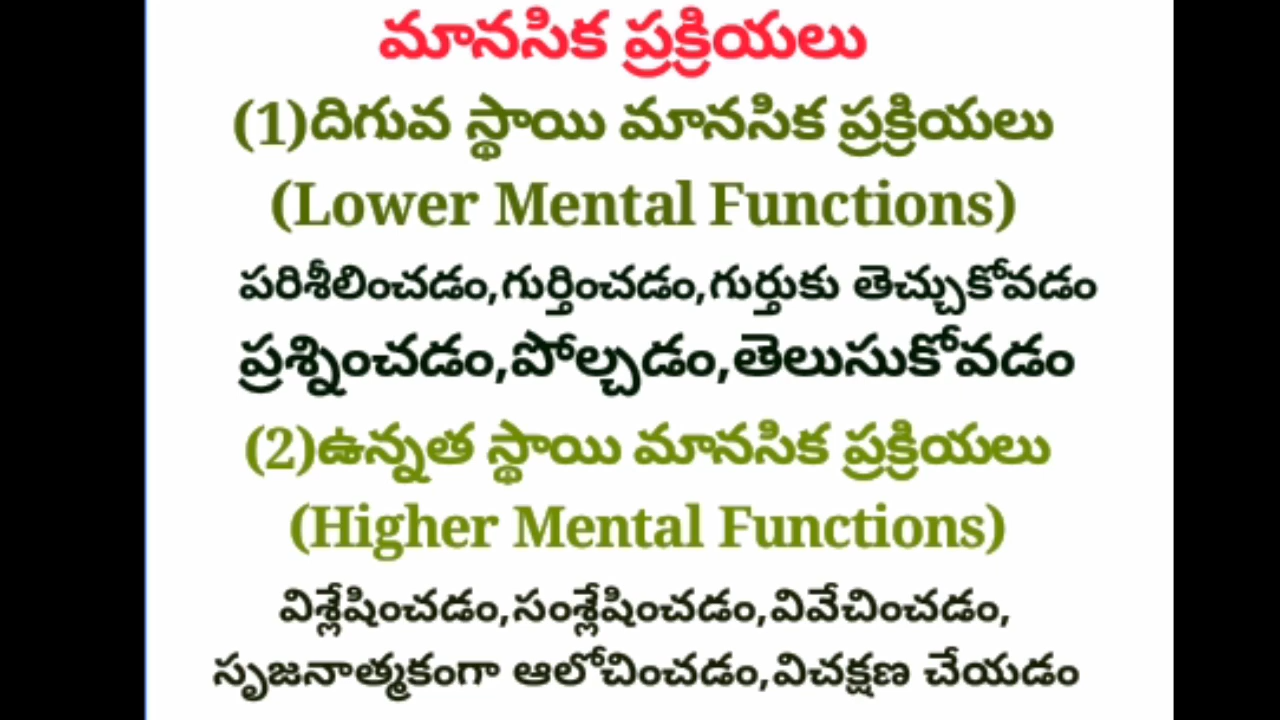 మానసిక ప్రక్రియలు
(1)దిగువ స్థాయి మానసిక ప్రక్రియలు
(Lower Mental Functions)
పరిశీలించడం,గుర్తించడం,గుర్తుకు తెచ్చుకోవడం
ప్రశ్నించడం,పోల్చడం,తెలుసుకోవడం
(2)ఉన్నత స్థాయి మానసిక ప్రక్రియలు
(Higher Mental Functions)
విశ్లేషించడం,సంశ్లేషించడం,వివేచించడం,
సృజనాత్మకంగా ఆలోచించడం,విచక్షణ చేయడం